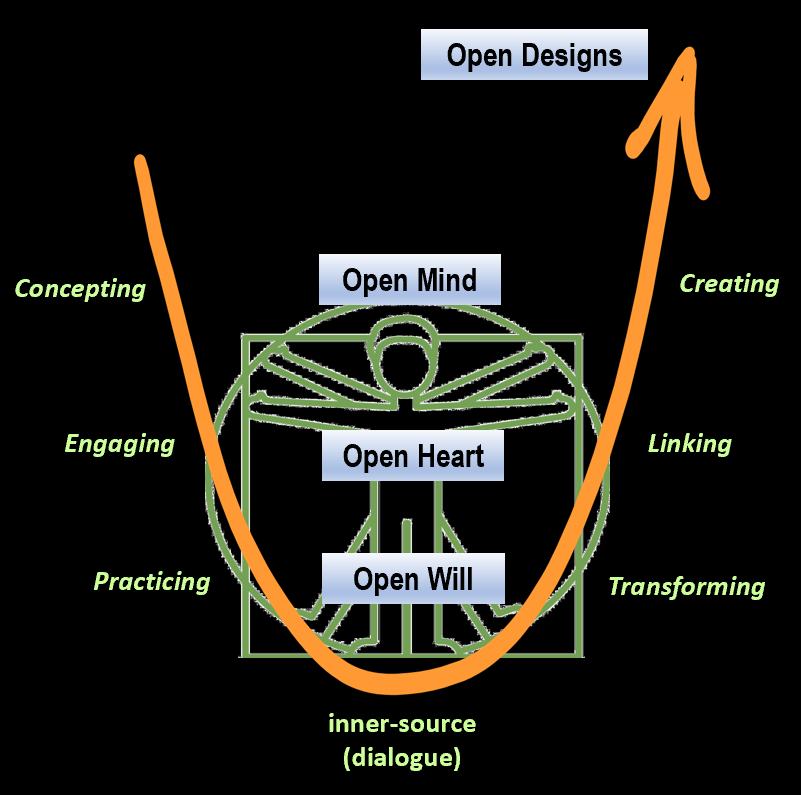 Open Designs
Open Mind
Concepting
Creating
Engaging
Open Heart
Linking
Practicing
Open Will
Transforming
inner-source
(dialogue)